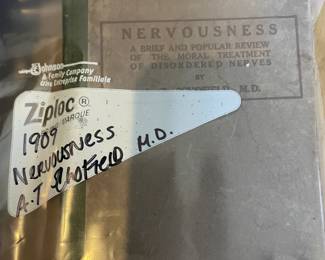 NERVOUSNESS
A BRIEF AND POPULAR REVIEW
OF THE MORAL TREATMENT
OF DISORDERED NERVES
BY
M.D.
Johnson
A Family Company
Une Entreprise Familiale
Ziploc®
MARQUE
1909
NERVOUSNESS
A.T. M.D.